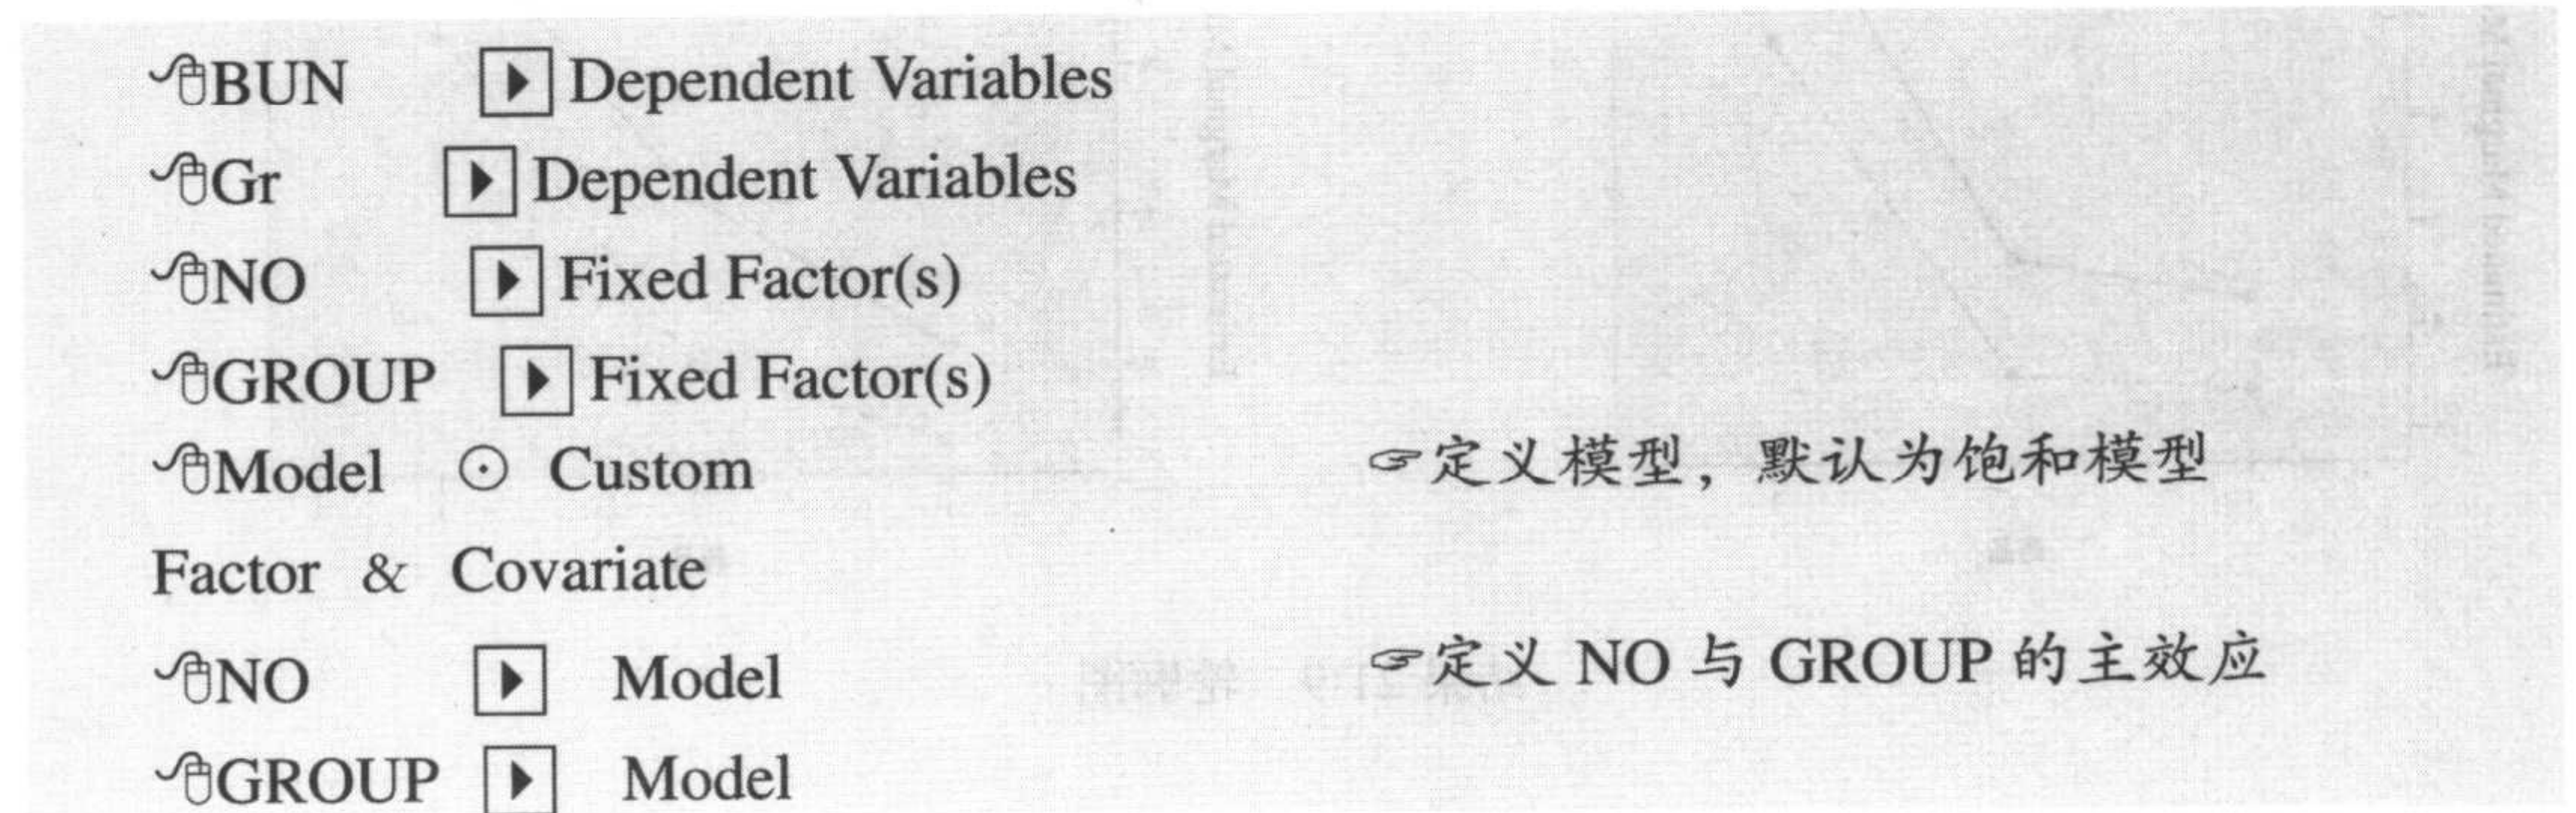 🖰BUN ▶ Dependent Variables
🖰Gr ▶ Dependent Variables
🖰NO ▶ Fixed Factor(s)
🖰GROUP ▶ Fixed Factor(s)
🖰Model ⊙ Custom ☞定义模型，默认为饱和模型
Factor & Covariate
🖰NO ▶ Model ☞定义 NO 与 GROUP 的主效应
🖰GROUP ▶ Model